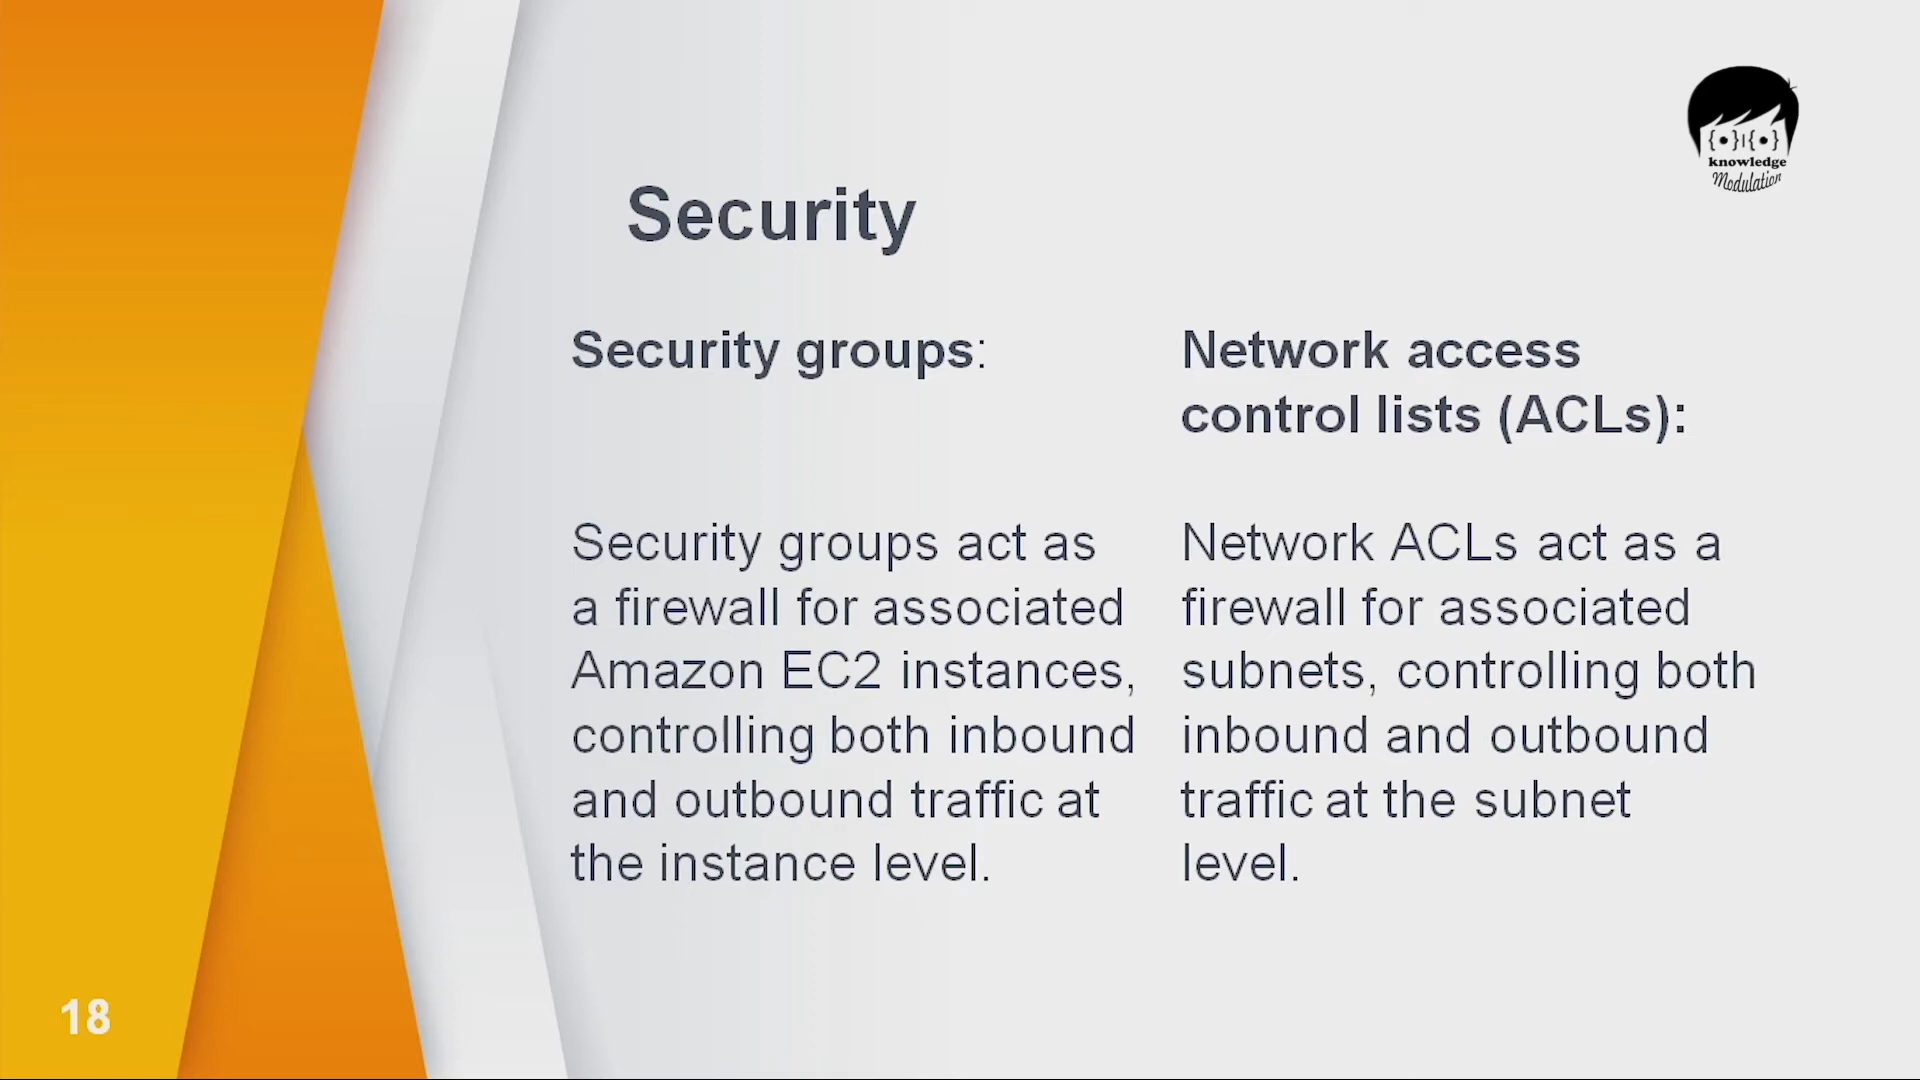 {•}|{•}
knowledge
Modulation
Security
Security groups:
Security groups act as
a firewall for associated
Amazon EC2 instances,
controlling both inbound
and outbound traffic at
the instance level.
Network access
control lists (ACLs):
Network ACLs act as a
firewall for associated
subnets, controlling both
inbound and outbound
traffic at the subnet
level.
18